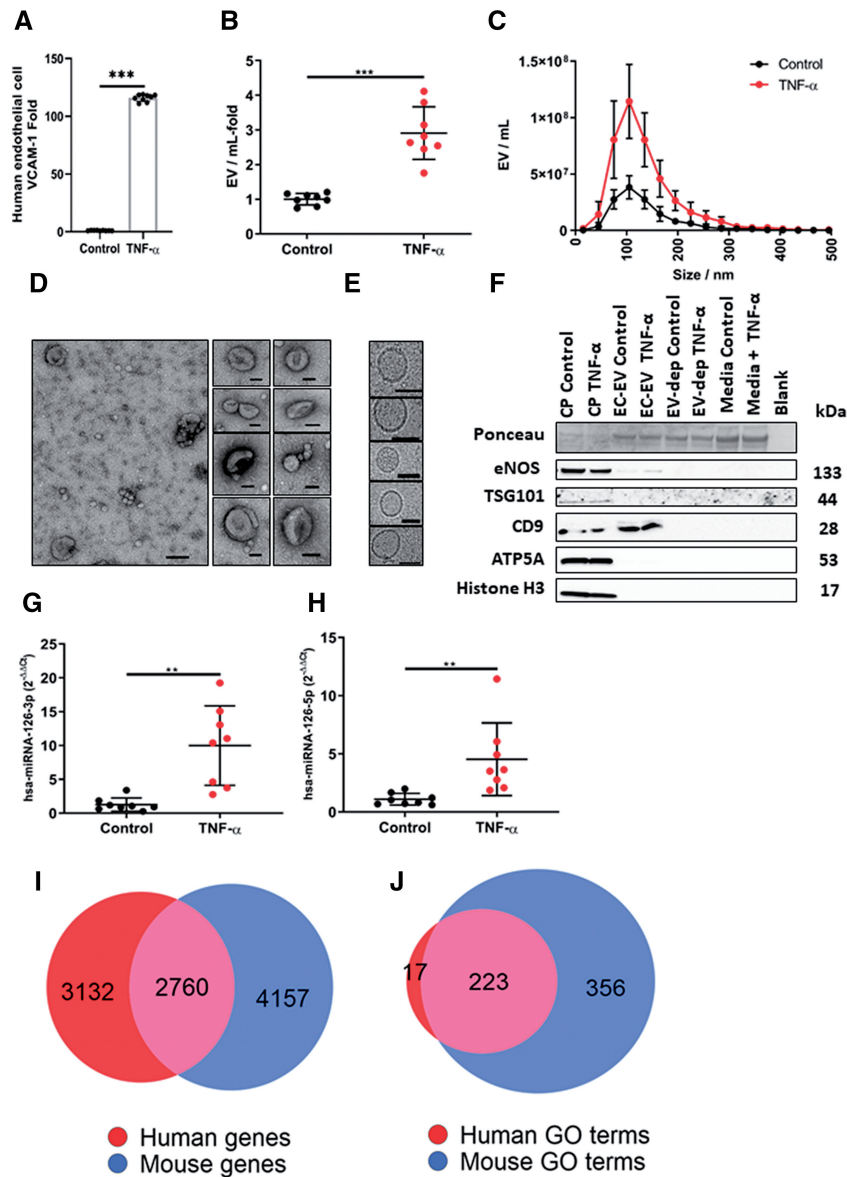 A
Human endothelial cell
VCAM-1 Fold
150
100
50
0
***
Control
TNF-α
B
EV / mL-fold
5
4
3
2
1
0
***
Control
TNF-α
C
EV / mL
1.5×10⁸
1×10⁸
5×10⁷
0
0
100
200
300
400
500
Size / nm
Control
TNF-α
D
E
F
CP Control
CP TNF-α
EC-EV Control
EC-EV TNF-α
EV-dep Control
EV-dep TNF-α
Media Control
Media + TNF-α
Blank
kDa
Ponceau
eNOS
133
TSG101
44
CD9
28
ATP5A
53
Histone H3
17
G
hsa-miRNA-126-3p (2^-ΔΔCt)
25
20
15
10
5
0
**
Control
TNF-α
H
hsa-miRNA-126-5p (2^-ΔΔCt)
15
10
5
0
**
Control
TNF-α
I
3132
2760
4157
Human genes
Mouse genes
J
17
223
356
Human GO terms
Mouse GO terms